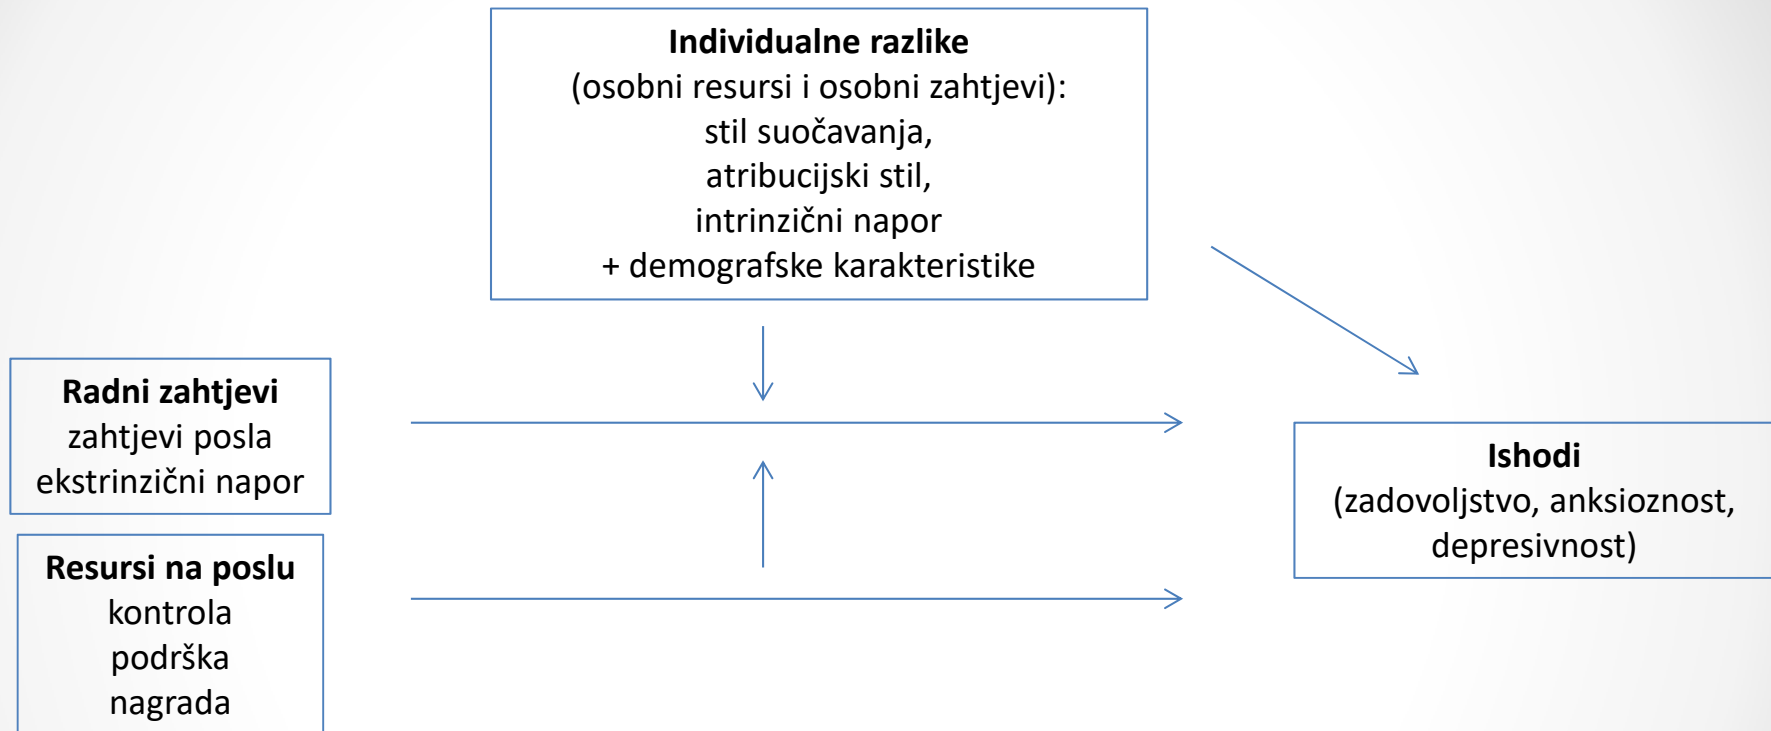 Individualne razlike
(osobni resursi i osobni zahtjevi):
stil suočavanja,
atribucijski stil,
intrinzični napor
+ demografske karakteristike
Radni zahtjevi
zahtjevi posla
ekstrinzični napor
Resursi na poslu
kontrola
podrška
nagrada
Ishodi
(zadovoljstvo, anksioznost,
depresivnost)